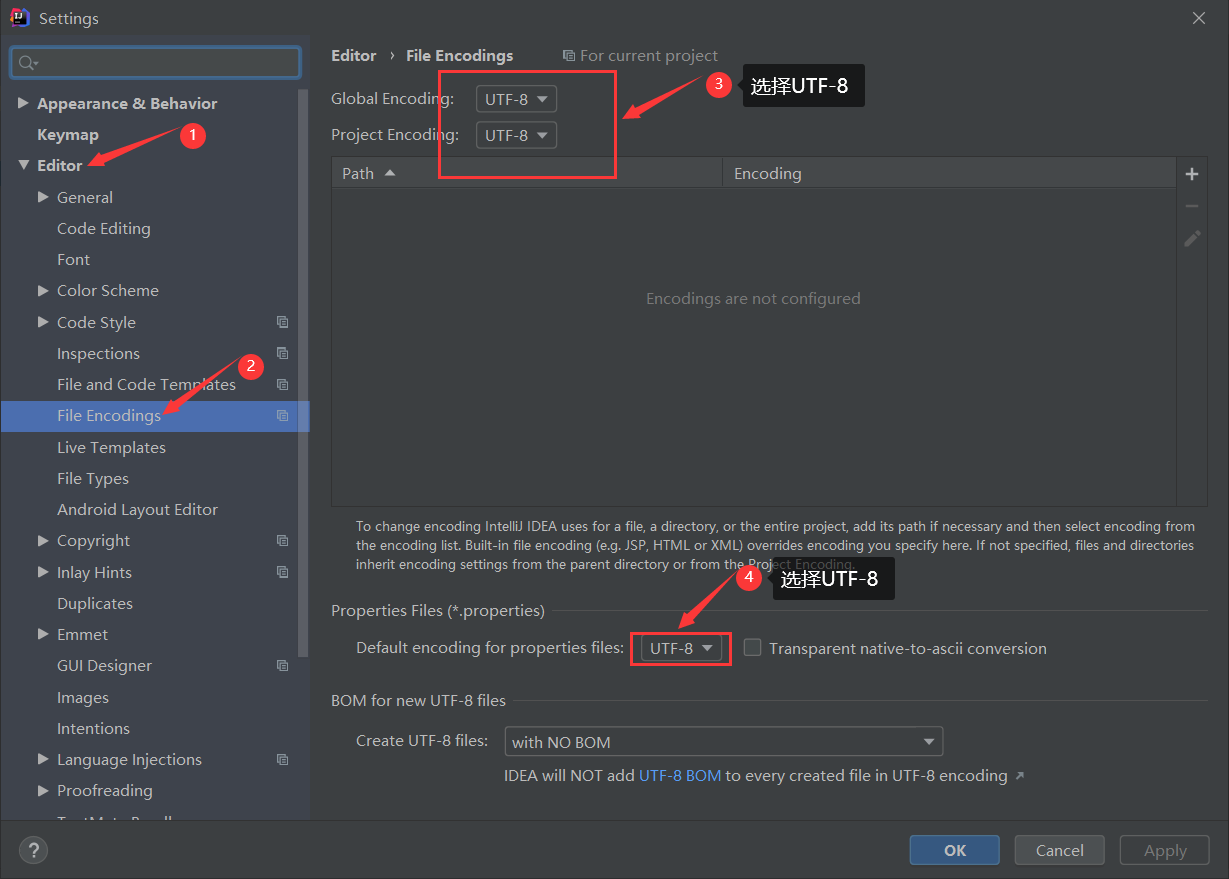 Settings
Editor › File Encodings For current project
Global Encoding: UTF-8
3 选择UTF-8
Project Encoding: UTF-8
Path Encoding
Encodings are not configured
To change encoding IntelliJ IDEA uses for a file, a directory, or the entire project, add its path if necessary and then select encoding from
the encoding list. Built-in file encoding (e.g. JSP, HTML or XML) overrides encoding you specify here. If not specified, files and directories
inherit encoding settings from the parent directory or from the Project Encoding.
4 选择UTF-8
Properties Files (*.properties)
Default encoding for properties files: UTF-8 Transparent native-to-ascii conversion
BOM for new UTF-8 files
Create UTF-8 files: with NO BOM
IDEA will NOT add UTF-8 BOM to every created file in UTF-8 encoding
Appearance & Behavior
Keymap
1
Editor
General
Code Editing
Font
Color Scheme
Code Style
Inspections
2
File and Code Templates
File Encodings
Live Templates
File Types
Android Layout Editor
Copyright
Inlay Hints
Duplicates
Emmet
GUI Designer
Images
Intentions
Language Injections
Proofreading
?
OK
Cancel
Apply